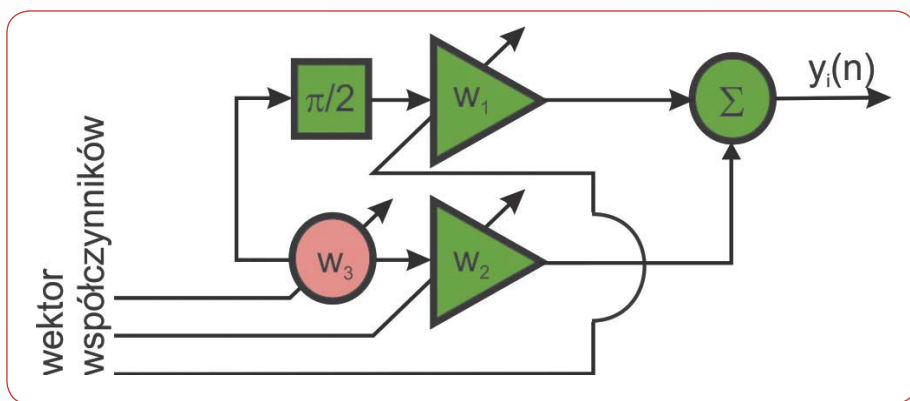 π/2
w₁
Σ
yᵢ(n)
w₃
w₂
wektor
współczynników